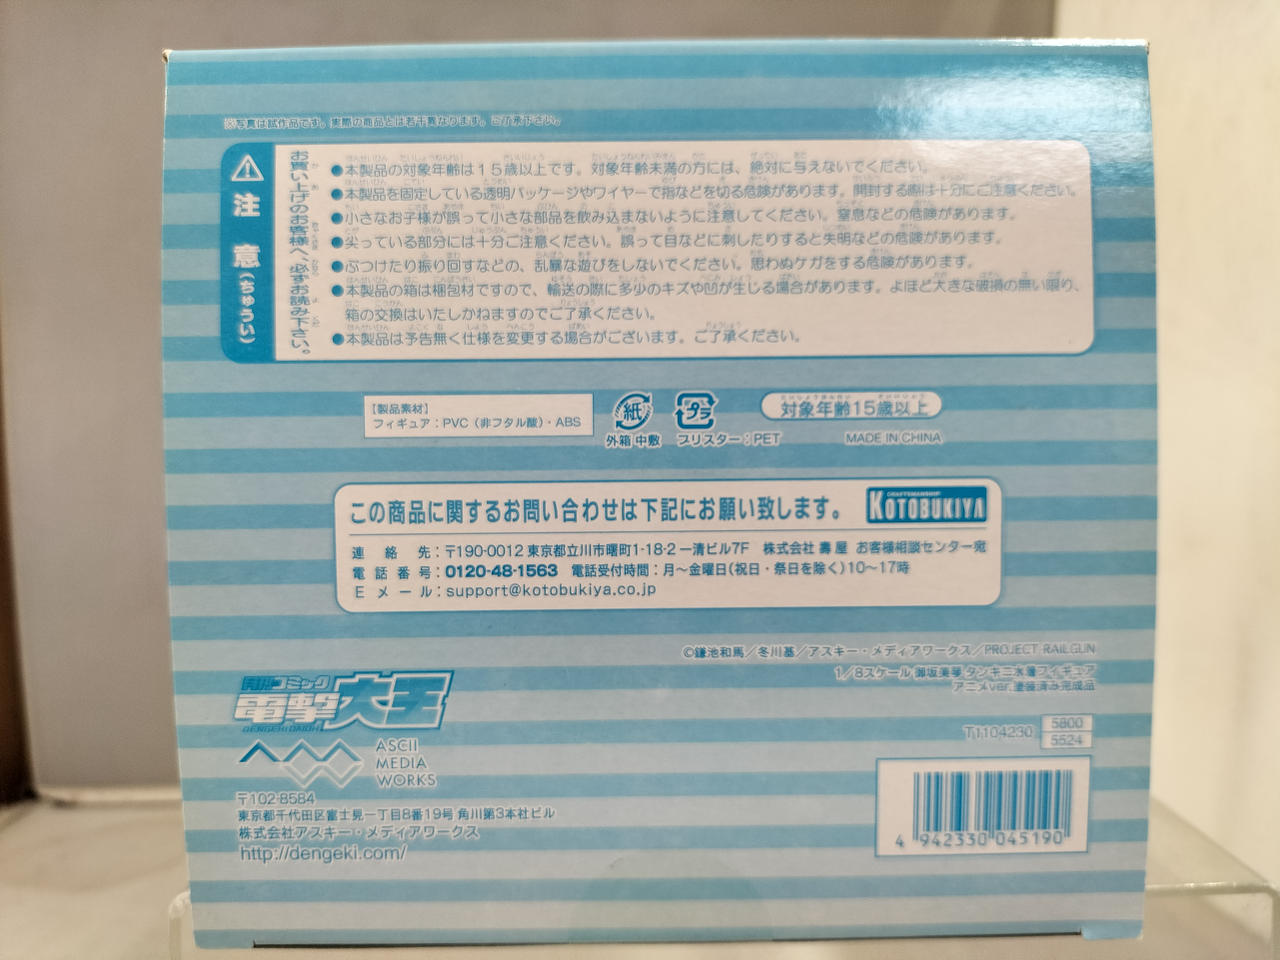 ※写真は試作品です。実際の商品とは若干異なります。ご了承下さい。
注意(ちゅうい)
お買い上げのお客様へ、必ずお読み下さい。
●本製品の対象年齢は15歳以上です。対象年齢未満の方には、絶対に与えないでください。
●本製品を固定している透明パッケージやワイヤーで指などを切る危険があります。開封する際は十分にご注意ください。
●小さなお子様が誤って小さな部品を飲み込まないように注意してください。窒息などの危険があります。
●尖っている部分には十分ご注意ください。誤って目などに刺したりすると失明などの危険があります。
●ぶつけたり振り回すなどの、乱暴な遊びをしないでください。思わぬケガをする危険があります。
●本製品の箱は梱包材ですので、輸送の際に多少のキズや凹が生じる場合があります。よほど大きな破損の無い限り、
箱の交換はいたしかねますのでご了承ください。
●本製品は予告無く仕様を変更する場合がございます。ご了承ください。
【製品素材】
フィギュア：PVC（非フタル酸）・ABS
紙
外箱 中敷
プラ
ブリスター：PET
対象年齢15歳以上
MADE IN CHINA
この商品に関するお問い合わせは下記にお願い致します。
CRAFTSMANSHIP
KOTOBUKIYA
連絡先：〒190-0012 東京都立川市曙町1-18-2 一清ビル7F 株式会社 壽屋 お客様相談センター宛
電話番号：0120-48-1563 電話受付時間：月〜金曜日(祝日・祭日を除く)10〜17時
Eメール：support@kotobukiya.co.jp
©鎌池和馬／冬川基／アスキー・メディアワークス／PROJECT RAILGUN
1／8スケール 御坂美琴 タンキニ水着フィギュア
アニメver.塗装済み完成品
月刊コミック
電撃大王
DENGEKI DAIOH
ASCII
MEDIA
WORKS
T1104230
5800
5524
〒102-8584
東京都千代田区富士見一丁目8番19号 角川第3本社ビル
株式会社アスキー・メディアワークス
http://dengeki.com/
4 942330 045190